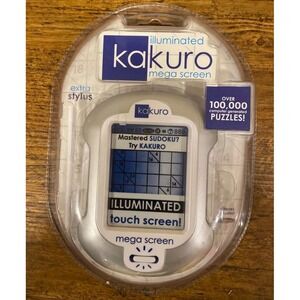 illuminated
kakuro
mega screen
extra
stylus
OVER
100,000
computer-generated
PUZZLES!
kakuro
Mastered SUDOKU?
Try KAKURO
ILLUMINATED
touch screen!
mega screen